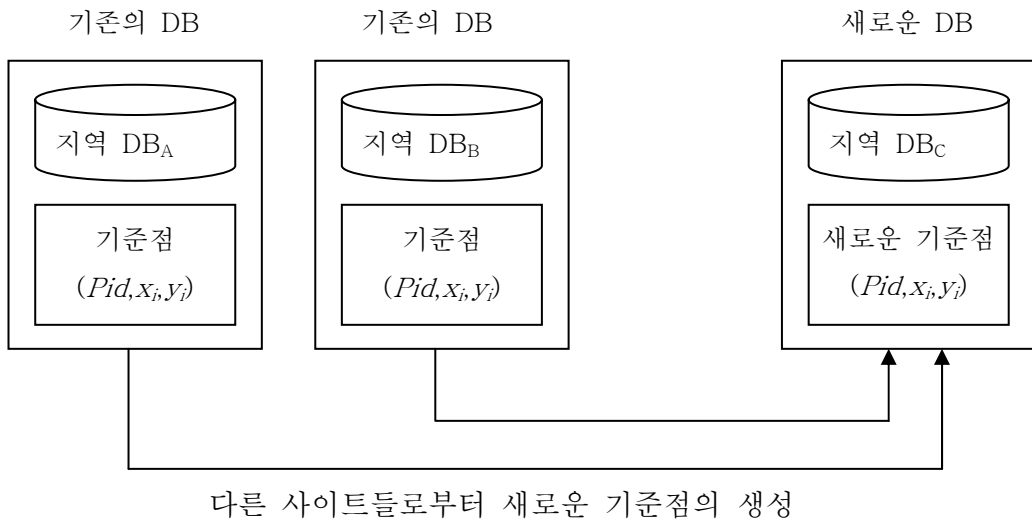 기존의 DB
기존의 DB
새로운 DB
지역 DBA
지역 DBB
지역 DBC
기준점
(Pid,xi,yi)
기준점
(Pid,xi,yi)
새로운 기준점
(Pid,xi,yi)
다른 사이트들로부터 새로운 기준점의 생성